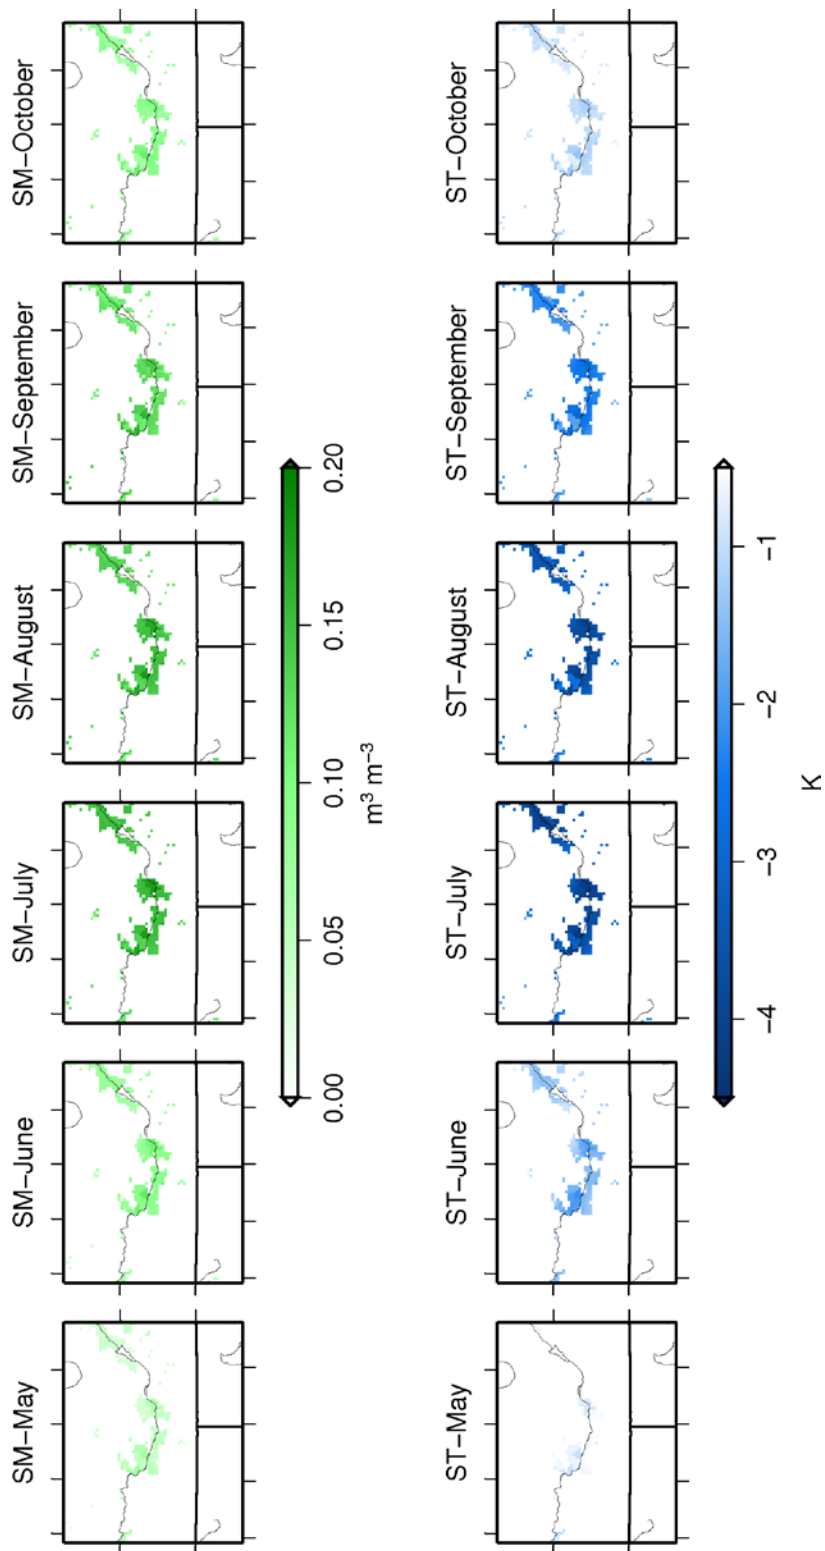 SM−May
SM−June
SM−July
SM−August
SM−September
SM−October
0.00
0.05
0.10
0.15
0.20
m³ m⁻³
ST−May
ST−June
ST−July
ST−August
ST−September
ST−October
−4
−3
−2
−1
K